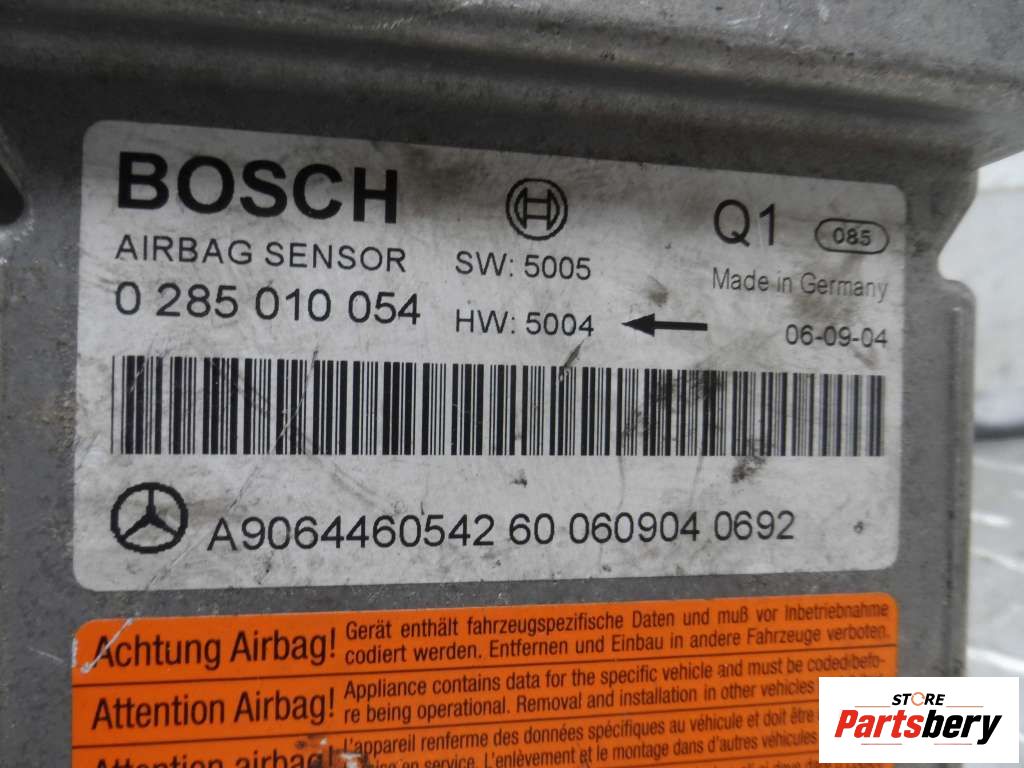 BOSCH
Q1 085
AIRBAG SENSOR SW: 5005
Made in Germany
0 285 010 054 HW: 5004
06-09-04
A9064460542 60 060904 0692
Achtung Airbag!
Gerät enthält fahrzeugspezifische Daten und muß vor Inbetriebnahme
codiert werden. Entfernen und Einbau in andere Fahrzeuge verboten.
Attention Airbag!
Appliance contains data for the specific vehicle and must be coded befo-
re being operational. Removal and installation in other vehicles
Attention airbag!
L'appareil renferme des données spécifiques au véhicule et doit être
en service. L'enlèvement et le montage dans d'autres véhicules
STORE
Partsbery